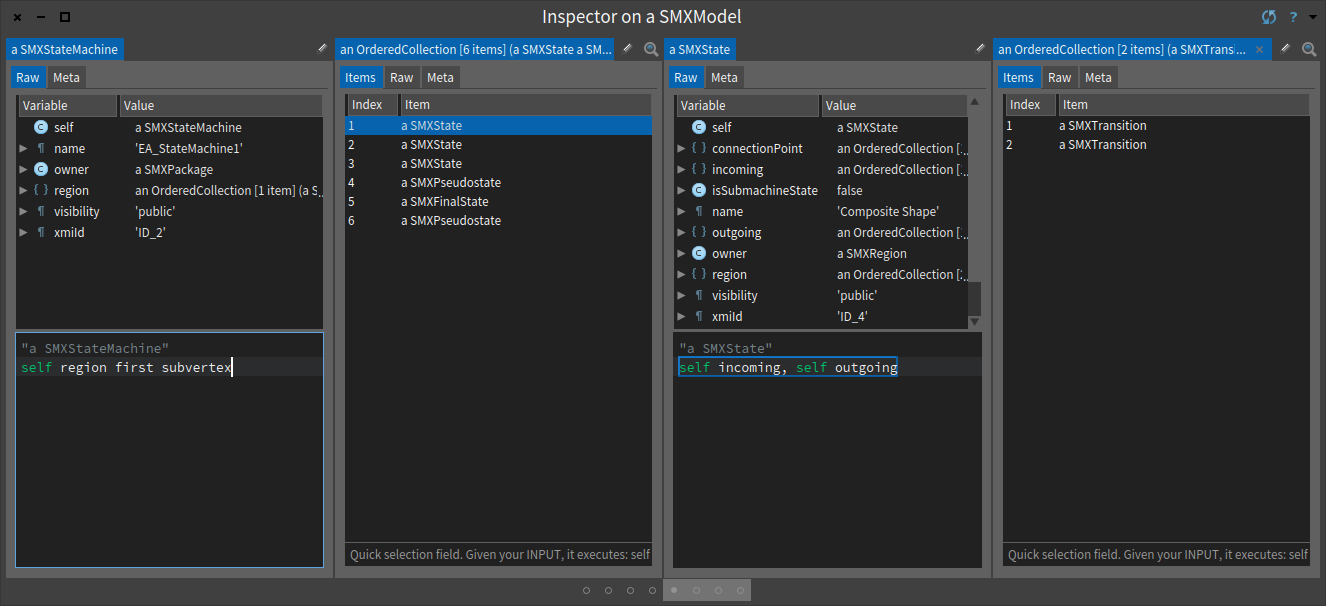 Inspector on a SMXModel
?
a SMXStateMachine
Raw Meta
Variable Value
self a SMXStateMachine
name 'EA_StateMachine1'
owner a SMXPackage
region an OrderedCollection [1 item] (a S...
visibility 'public'
xmiId 'ID_2'
"a SMXStateMachine"
self region first subvertex
an OrderedCollection [6 items] (a SMXState a SM...
Items Raw Meta
Index Item
1 a SMXState
2 a SMXState
3 a SMXState
4 a SMXPseudostate
5 a SMXFinalState
6 a SMXPseudostate
Quick selection field. Given your INPUT, it executes: self
a SMXState
Raw Meta
Variable Value
self a SMXState
connectionPoint an OrderedCollection [
incoming an OrderedCollection [
isSubmachineState false
name 'Composite Shape'
outgoing an OrderedCollection [
owner a SMXRegion
region an OrderedCollection [
visibility 'public'
xmiId 'ID_4'
"a SMXState"
self incoming, self outgoing
an OrderedCollection [2 items] (a SMXTransi...
Items Raw Meta
Index Item
1 a SMXTransition
2 a SMXTransition
Quick selection field. Given your INPUT, it executes: self